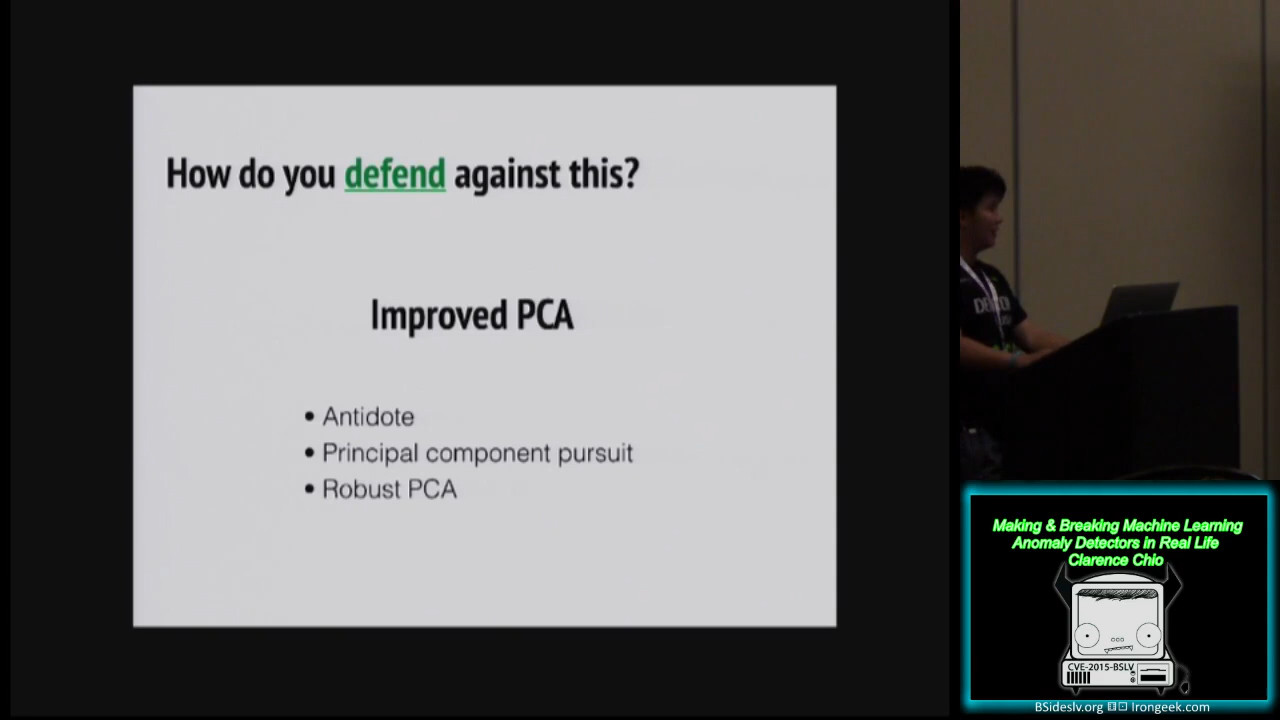 How do you defend against this?
Improved PCA
• Antidote
• Principal component pursuit
• Robust PCA
Making & Breaking Machine Learning
Anomaly Detectors in Real Life
Clarence Chio
CVE-2015-BSLV
BSideslv.org
Irongeek.com